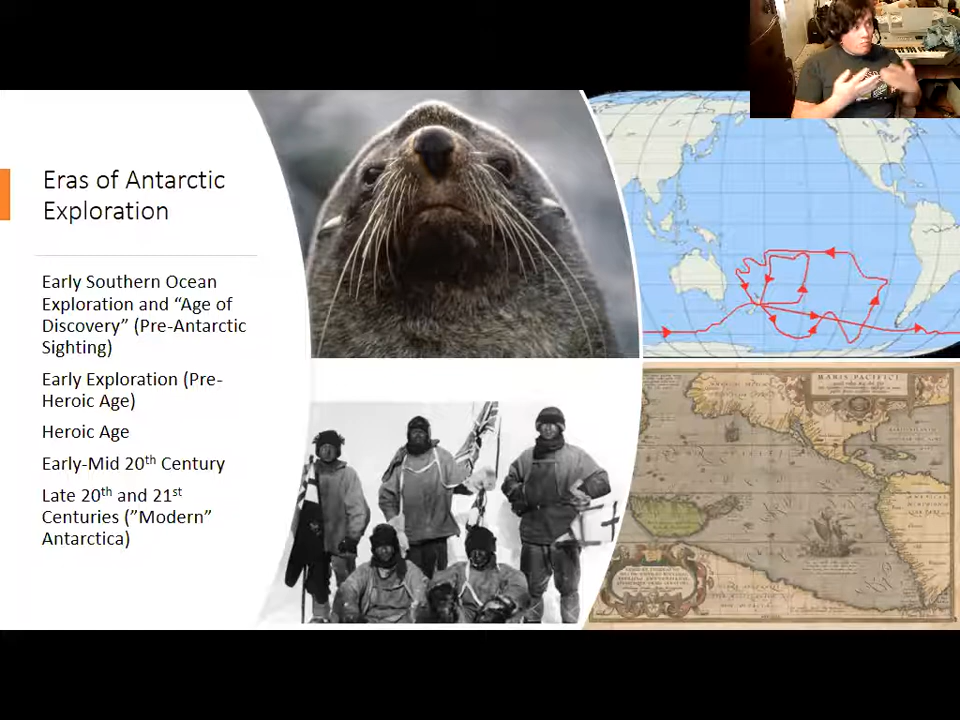 Eras of Antarctic
Exploration
Early Southern Ocean
Exploration and “Age of
Discovery” (Pre-Antarctic
Sighting)
Early Exploration (Pre-
Heroic Age)
Heroic Age
Early-Mid 20th Century
Late 20th and 21st
Centuries (”Modern”
Antarctica)
MARIS PACIFICI